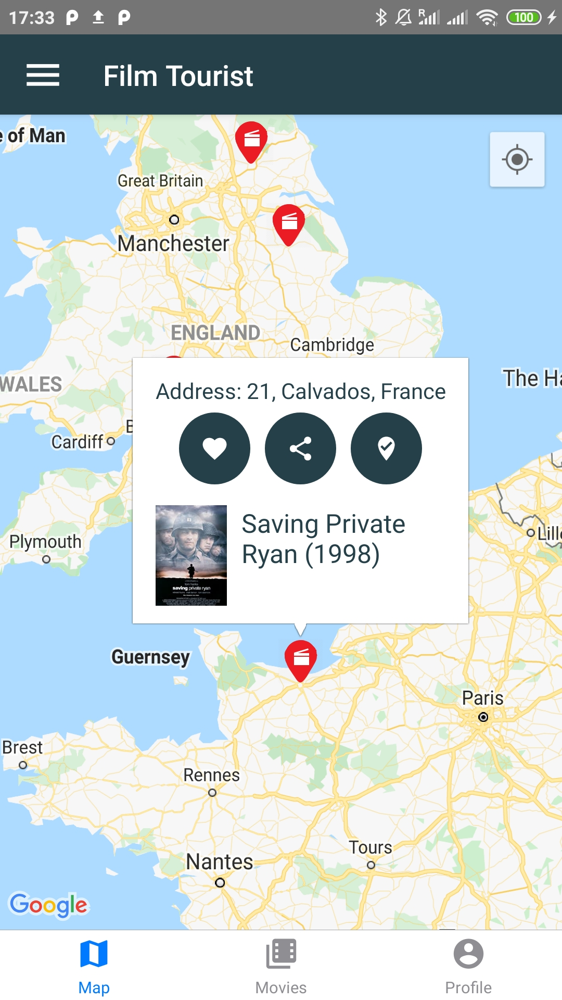 17:33
R
100
Film Tourist
e of Man
Great Britain
Manchester
ENGLAND
Cambridge
WALES
The Ha
Address: 21, Calvados, France
B
Cardiff
Saving Private
Ryan (1998)
Plymouth
Lille
tom hanks
saving private ryan
Guernsey
Paris
Brest
Rennes
Tours
Nantes
Google
Map
Movies
Profile